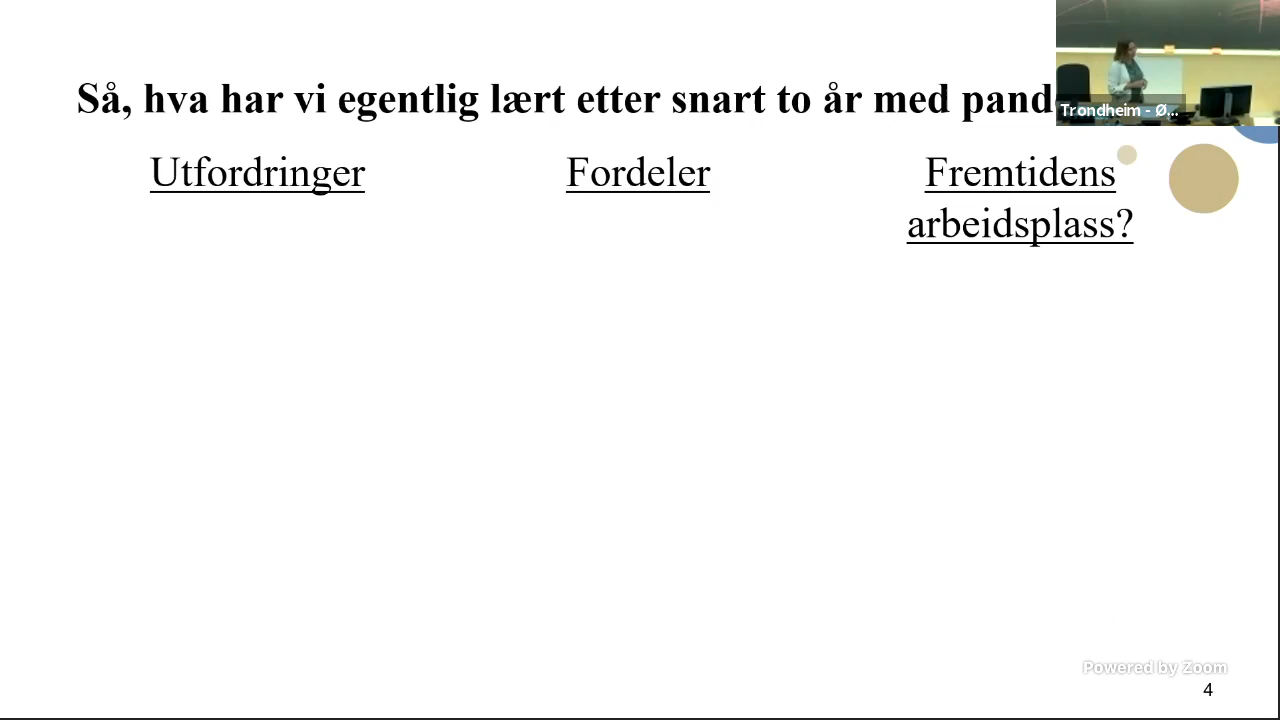 Så, hva har vi egentlig lært etter snart to år med pand
Trondheim - Ø...
Utfordringer
Fordeler
Fremtidens
arbeidsplass?
Powered by Zoom
4